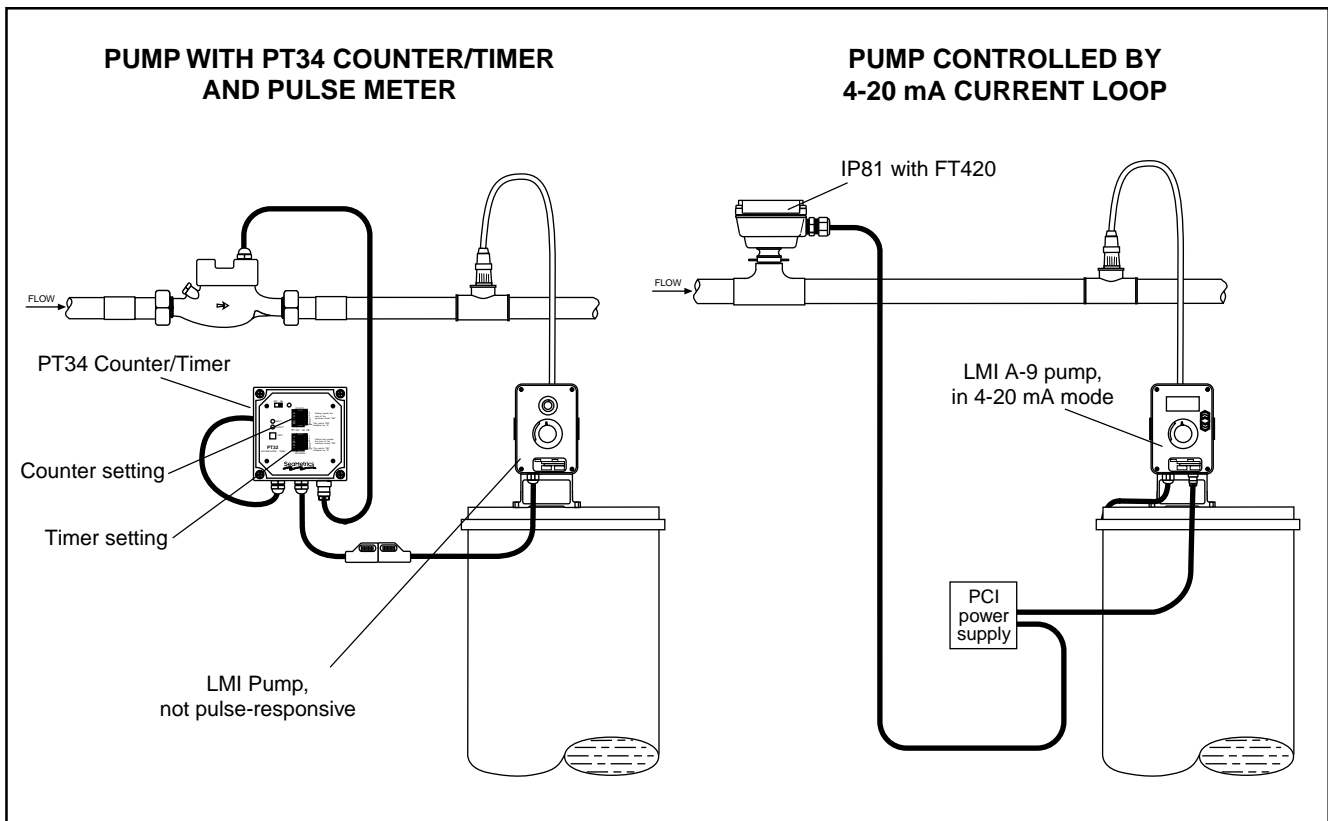 PUMP WITH PT34 COUNTER/TIMER
AND PULSE METER
FLOW
PT34 Counter/Timer
PT32
SeaMetrics
Counter setting
Timer setting
LMI Pump,
not pulse-responsive
PUMP CONTROLLED BY
4-20 mA CURRENT LOOP
IP81 with FT420
FLOW
LMI A-9 pump,
in 4-20 mA mode
PCI
power
supply